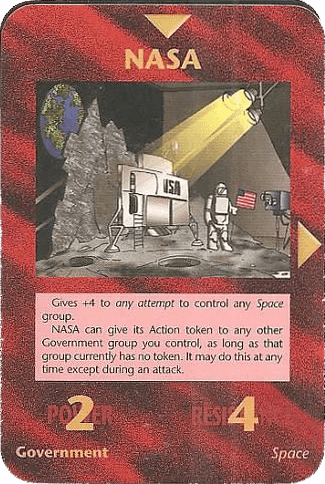 NASA
USA
Gives +4 to any attempt to control any Space
group.
NASA can give its Action token to any other
Government group you control, as long as that
group currently has no token. It may do this at any
time except during an attack.
POWER 2 RESISTANCE 4
Government Space